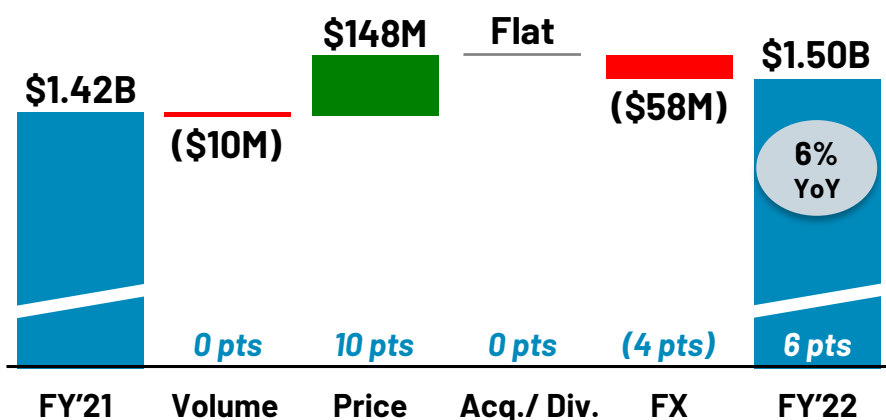 $148M
Flat
$1.50B
$1.42B
($10M)
($58M)
6%
YoY
0 pts
10 pts
0 pts
(4 pts)
6 pts
FY'21
Volume
Price
Acq./ Div.
FX
FY'22